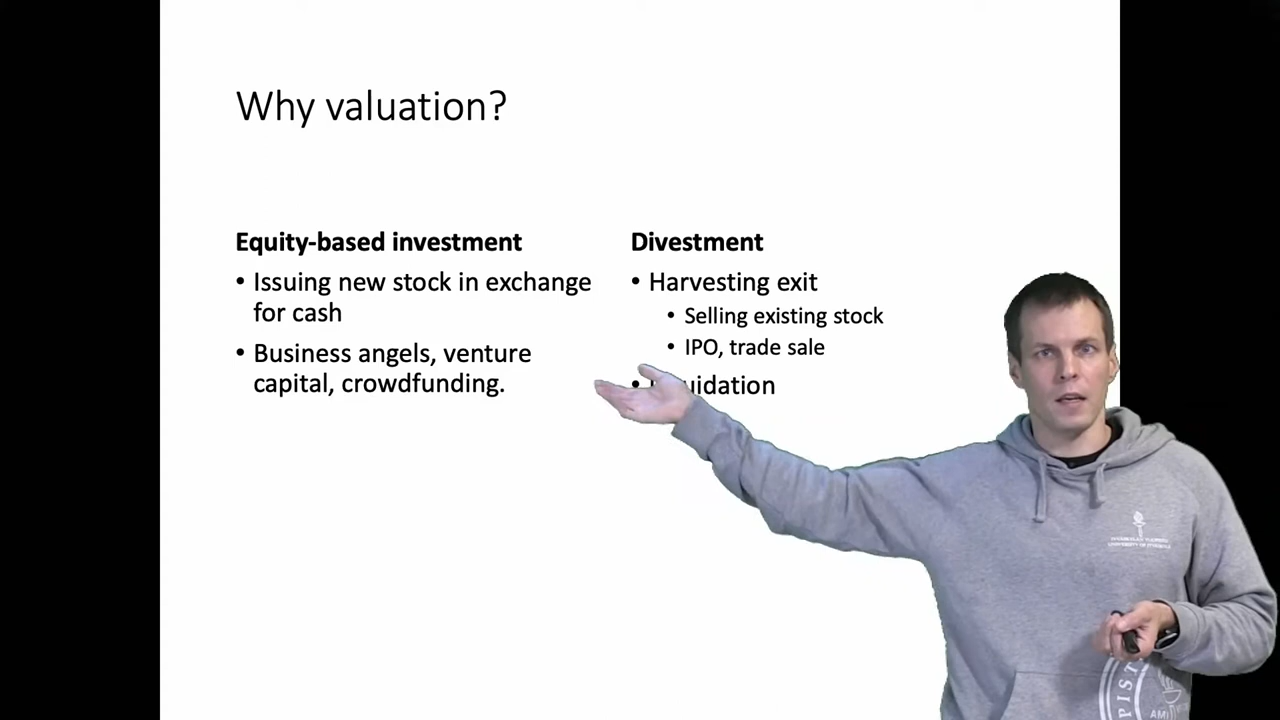 Why valuation?
Equity-based investment
• Issuing new stock in exchange
for cash
• Business angels, venture
capital, crowdfunding.
Divestment
• Harvesting exit
• Selling existing stock
• IPO, trade sale
•